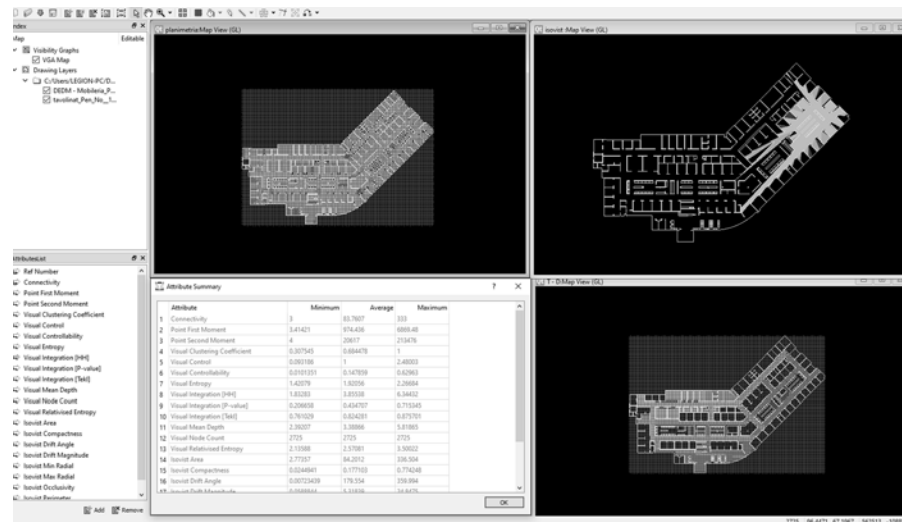 ndex
Map Editable
Visibility Graphs
VGA Map
Drawing Layers
C:/Users/LEGION-PC/D...
DEDM - Mobileria_P...
tavolinat_Pen_No__1...
AttributesList
Ref Number
Connectivity
Point First Moment
Point Second Moment
Visual Clustering Coefficient
Visual Control
Visual Controllability
Visual Entropy
Visual Integration [HH]
Visual Integration [P-value]
Visual Integration [Tekl]
Visual Mean Depth
Visual Node Count
Visual Relativised Entropy
Isovist Area
Isovist Compactness
Isovist Drift Angle
Isovist Drift Magnitude
Isovist Min Radial
Isovist Max Radial
Isovist Occlusivity
Isovist Perimeter
Add Remove
planimetria:Map View (GL)
isovist :Map View (GL)
Attribute Summary ? ×
Attribute Minimum Average Maximum
1 Connectivity 3 83.7607 333
2 Point First Moment 3.41421 974.436 6869.48
3 Point Second Moment 4 20617 213476
4 Visual Clustering Coefficient 0.307545 0.684478 1
5 Visual Control 0.093186 1 2.48003
6 Visual Controllability 0.0101351 0.147859 0.62963
7 Visual Entropy 1.42079 1.92056 2.26684
8 Visual Integration [HH] 1.83283 3.85538 6.34432
9 Visual Integration [P-value] 0.206658 0.434707 0.715345
10 Visual Integration [Tekl] 0.761029 0.824281 0.875701
11 Visual Mean Depth 2.39207 3.38866 5.81865
12 Visual Node Count 2725 2725 2725
13 Visual Relativised Entropy 2.13588 2.57081 3.50022
14 Isovist Area 2.77357 84.2012 336.504
15 Isovist Compactness 0.0244641 0.177103 0.774248
16 Isovist Drift Angle 0.00723439 179.554 359.994
17 Isovist Drift Magnitude
OK
T - D:Map View (GL)